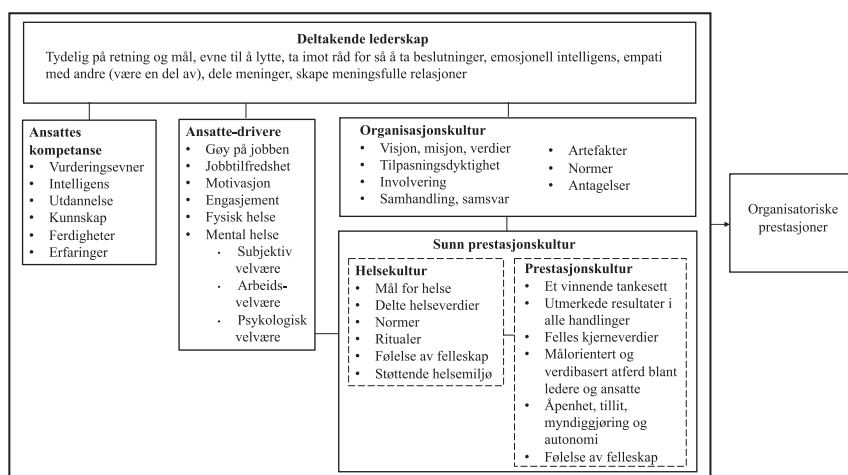 Deltakende lederskap
Tydelig på retning og mål, evne til å lytte, ta imot råd for så å ta beslutninger, emosjonell intelligens, empati
med andre (være en del av), dele meninger, skape meningsfulle relasjoner
Ansattes
kompetanse
• Vurderingsevner
• Intelligens
• Utdannelse
• Kunnskap
• Ferdigheter
• Erfaringer
Ansatte-drivere
• Gøy på jobben
• Jobbtilfredshet
• Motivasjon
• Engasjement
• Fysisk helse
• Mental helse
• Subjektiv
velvære
• Arbeids-
velvære
• Psykologisk
velvære
Organisasjonskultur
• Visjon, misjon, verdier
• Tilpasningsdyktighet
• Involvering
• Samhandling, samsvar
• Artefakter
• Normer
• Antagelser
Sunn prestasjonskultur
Helsekultur
• Mål for helse
• Delte helseverdier
• Normer
• Ritualer
• Følelse av felleskap
• Støttende helsemiljø
Prestasjonskultur
• Et vinnende tankesett
• Utmerkede resultater i
alle handlinger
• Felles kjerneverdier
• Målorientert og
verdibasert atferd blant
ledere og ansatte
• Åpenhet, tillit,
myndiggjøring og
autonomi
• Følelse av felleskap
Organisatoriske
prestasjoner